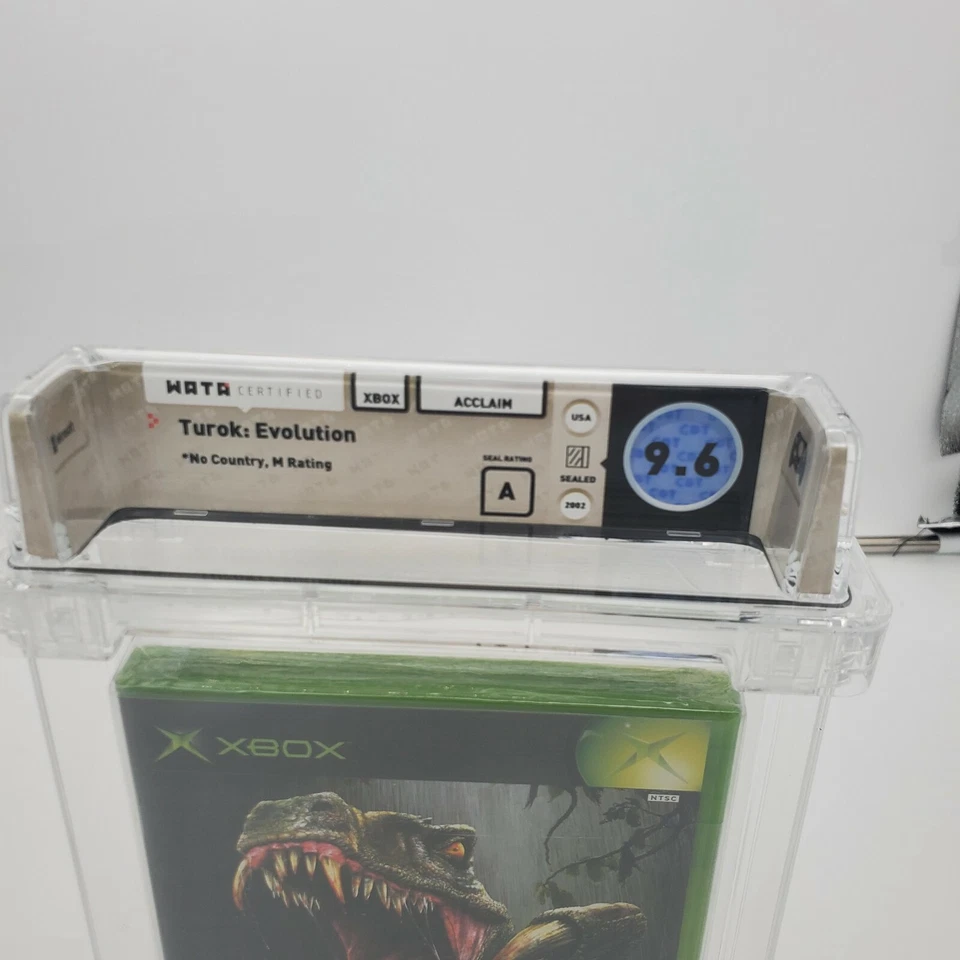 WATA CERTIFIED
XBOX
ACCLAIM
Turok: Evolution
*No Country, M Rating
SEAL RATING
A
USA
SEALED
2002
9.6
XBOX
NTSC